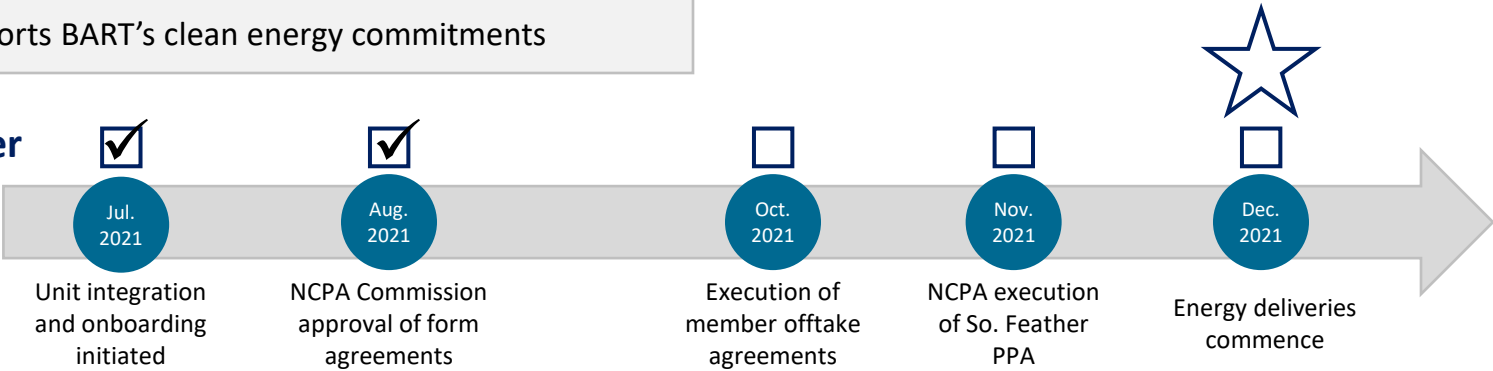 orts BART’s clean energy commitments
er
Jul.
2021
Aug.
2021
Oct.
2021
Nov.
2021
Dec.
2021
Unit integration
and onboarding
initiated
NCPA Commission
approval of form
agreements
Execution of
member offtake
agreements
NCPA execution
of So. Feather
PPA
Energy deliveries
commence